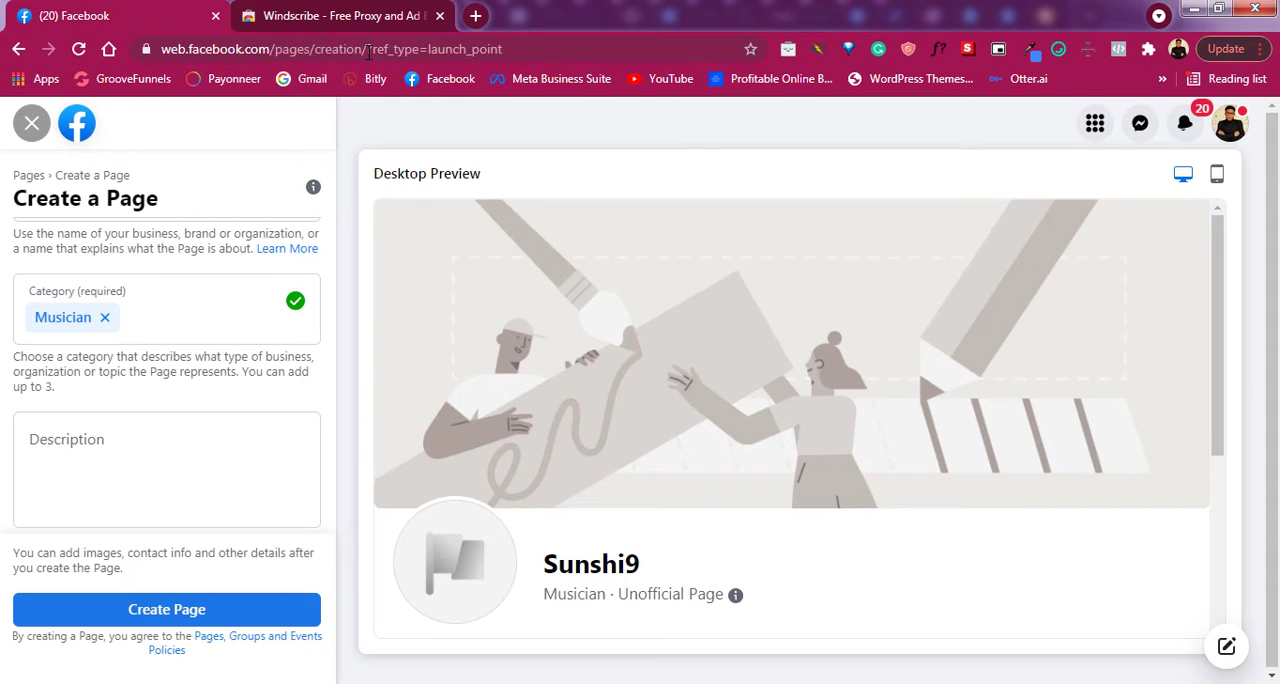 (20) Facebook
Windscribe - Free Proxy and Ad
web.facebook.com/pages/creation/?ref_type=launch_point
Update
Apps
GrooveFunnels
Payonneer
Gmail
Bitly
Facebook
Meta Business Suite
YouTube
Profitable Online B...
WordPress Themes...
Otter.ai
»
Reading list
Pages › Create a Page
Create a Page
Use the name of your business, brand or organization, or
a name that explains what the Page is about. Learn More
Category (required)
Musician ×
Choose a category that describes what type of business,
organization or topic the Page represents. You can add
up to 3.
Description
You can add images, contact info and other details after
you create the Page.
Create Page
By creating a Page, you agree to the Pages, Groups and Events
Policies
20
Desktop Preview
Sunshi9
Musician · Unofficial Page